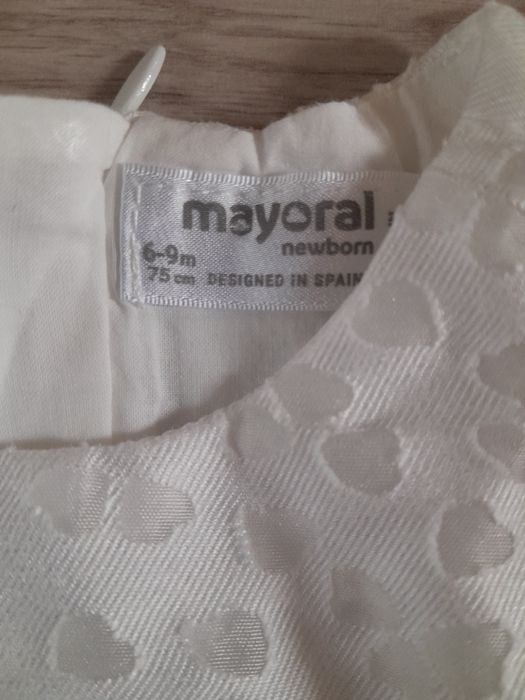 mayoral
newborn
6-9m
75 cm DESIGNED IN SPAIN